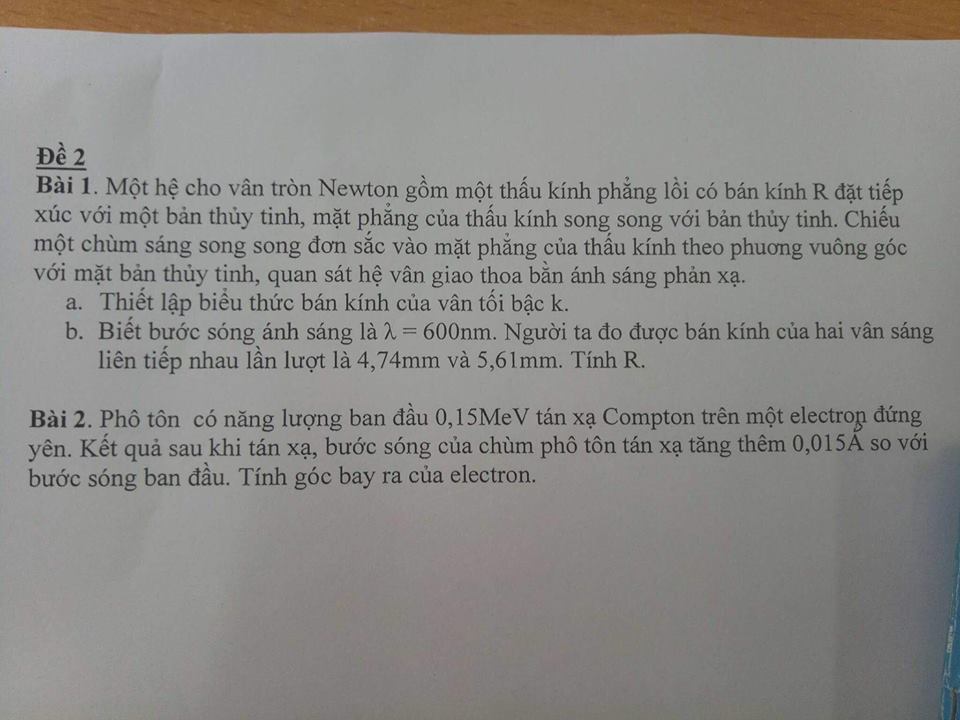 Đề 2
Bài 1. Một hệ cho vân tròn Newton gồm một thấu kính phẳng lồi có bán kính R đặt tiếp
xúc với một bản thủy tinh, mặt phẳng của thấu kính song song với bản thủy tinh. Chiếu
một chùm sáng song song đơn sắc vào mặt phẳng của thấu kính theo phuơng vuông góc
với mặt bản thủy tinh, quan sát hệ vân giao thoa bằn ánh sáng phản xạ.
a. Thiết lập biểu thức bán kính của vân tối bậc k.
b. Biết bước sóng ánh sáng là λ = 600nm. Người ta đo được bán kính của hai vân sáng
liên tiếp nhau lần lượt là 4,74mm và 5,61mm. Tính R.
Bài 2. Phô tôn có năng lượng ban đầu 0,15MeV tán xạ Compton trên một electron đứng
yên. Kết quả sau khi tán xạ, bước sóng của chùm phô tôn tán xạ tăng thêm 0,015Å so với
bước sóng ban đầu. Tính góc bay ra của electron.